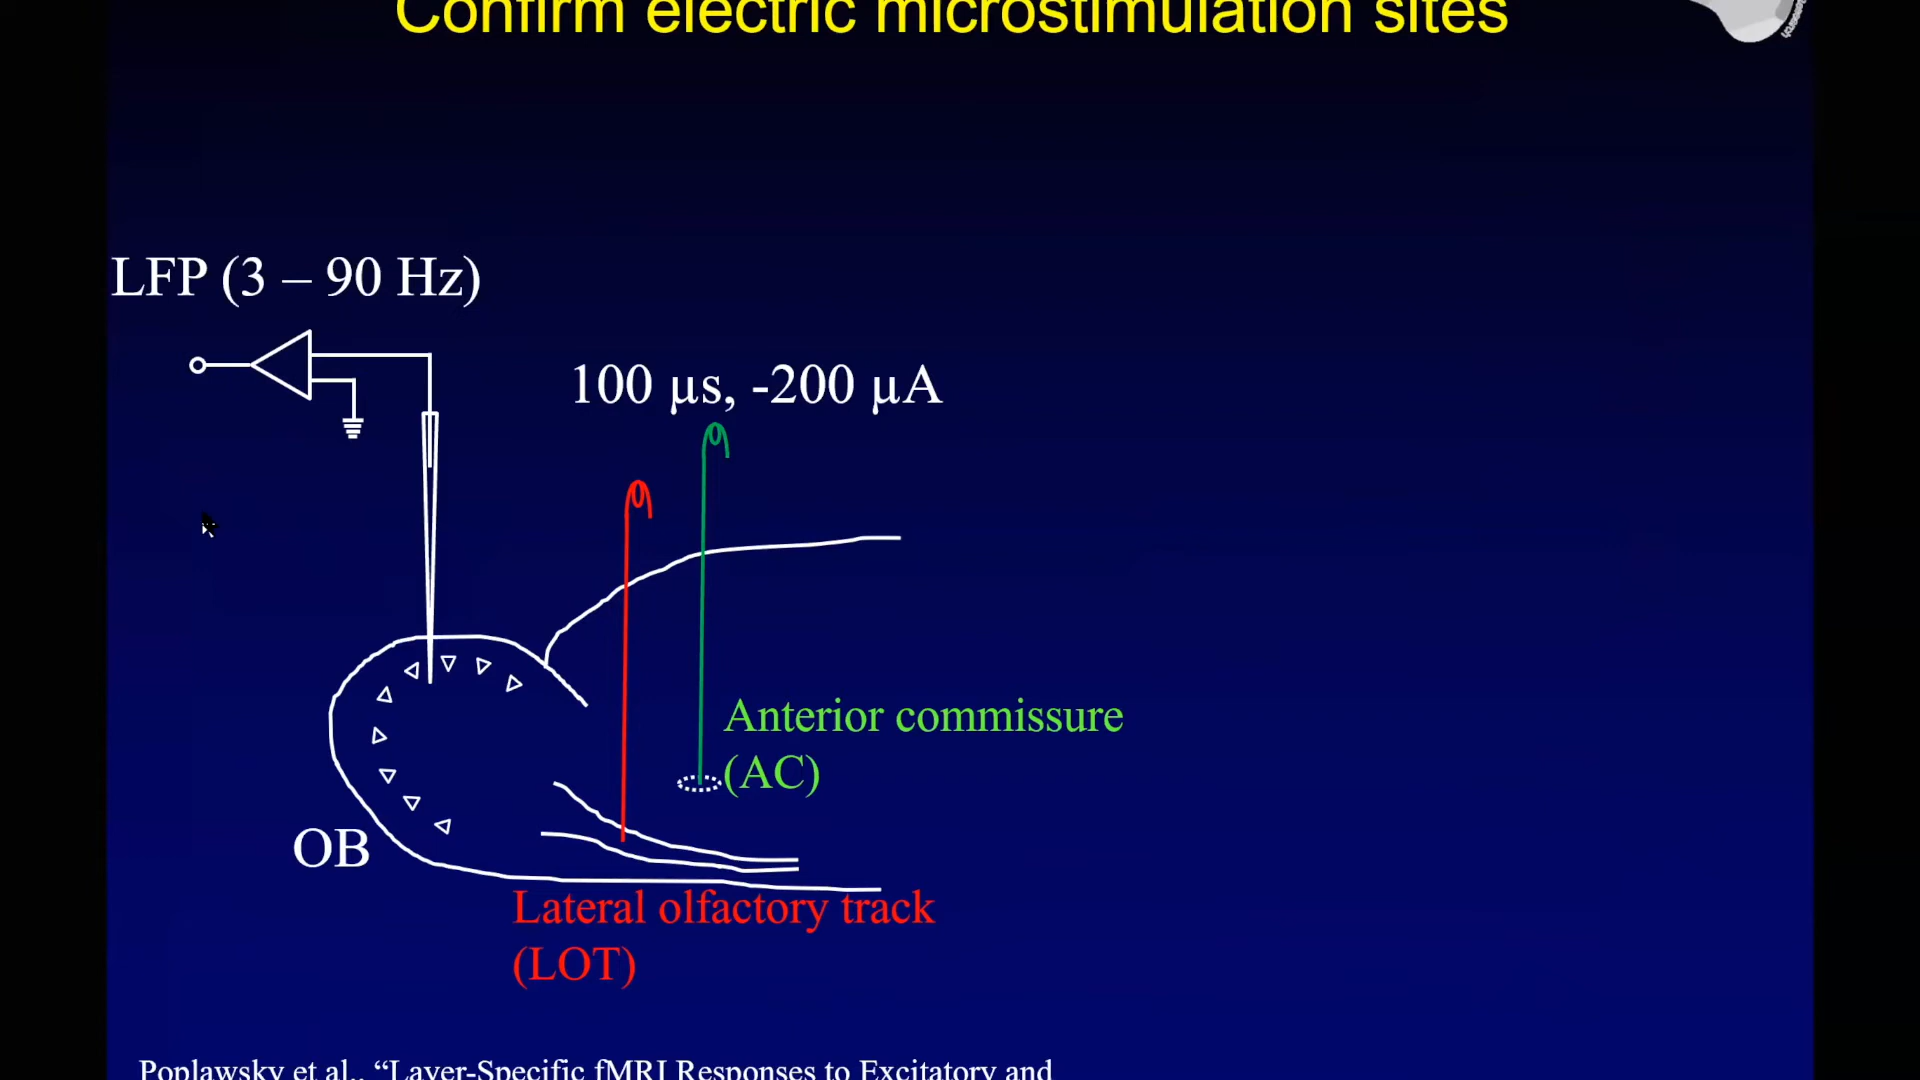 Confirm electric microstimulation sites
LFP (3 – 90 Hz)
100 µs, -200 µA
Anterior commissure
(AC)
OB
Lateral olfactory track
(LOT)
Poplawsky et al., “Layer-Specific fMRI Responses to Excitatory and